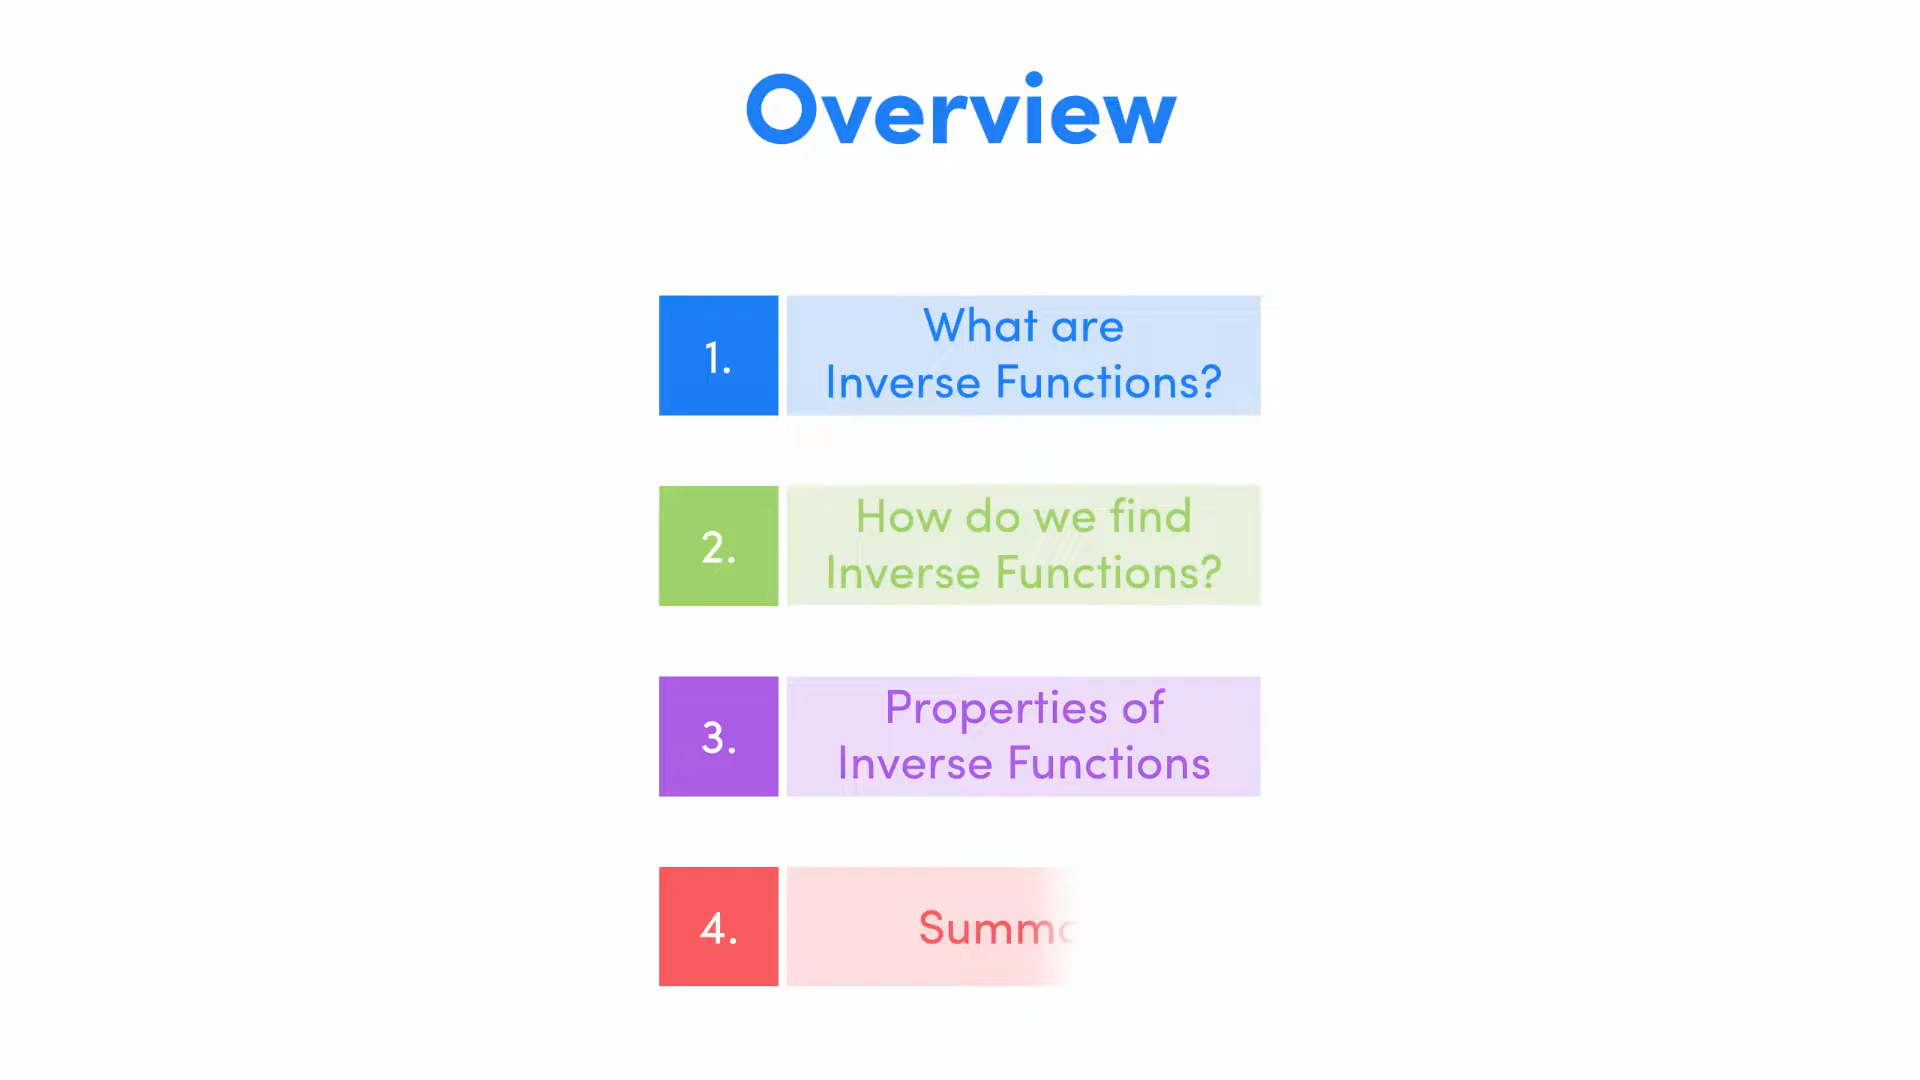 Overview
1.
What are
Inverse Functions?
2.
How do we find
Inverse Functions?
3.
Properties of
Inverse Functions
4.